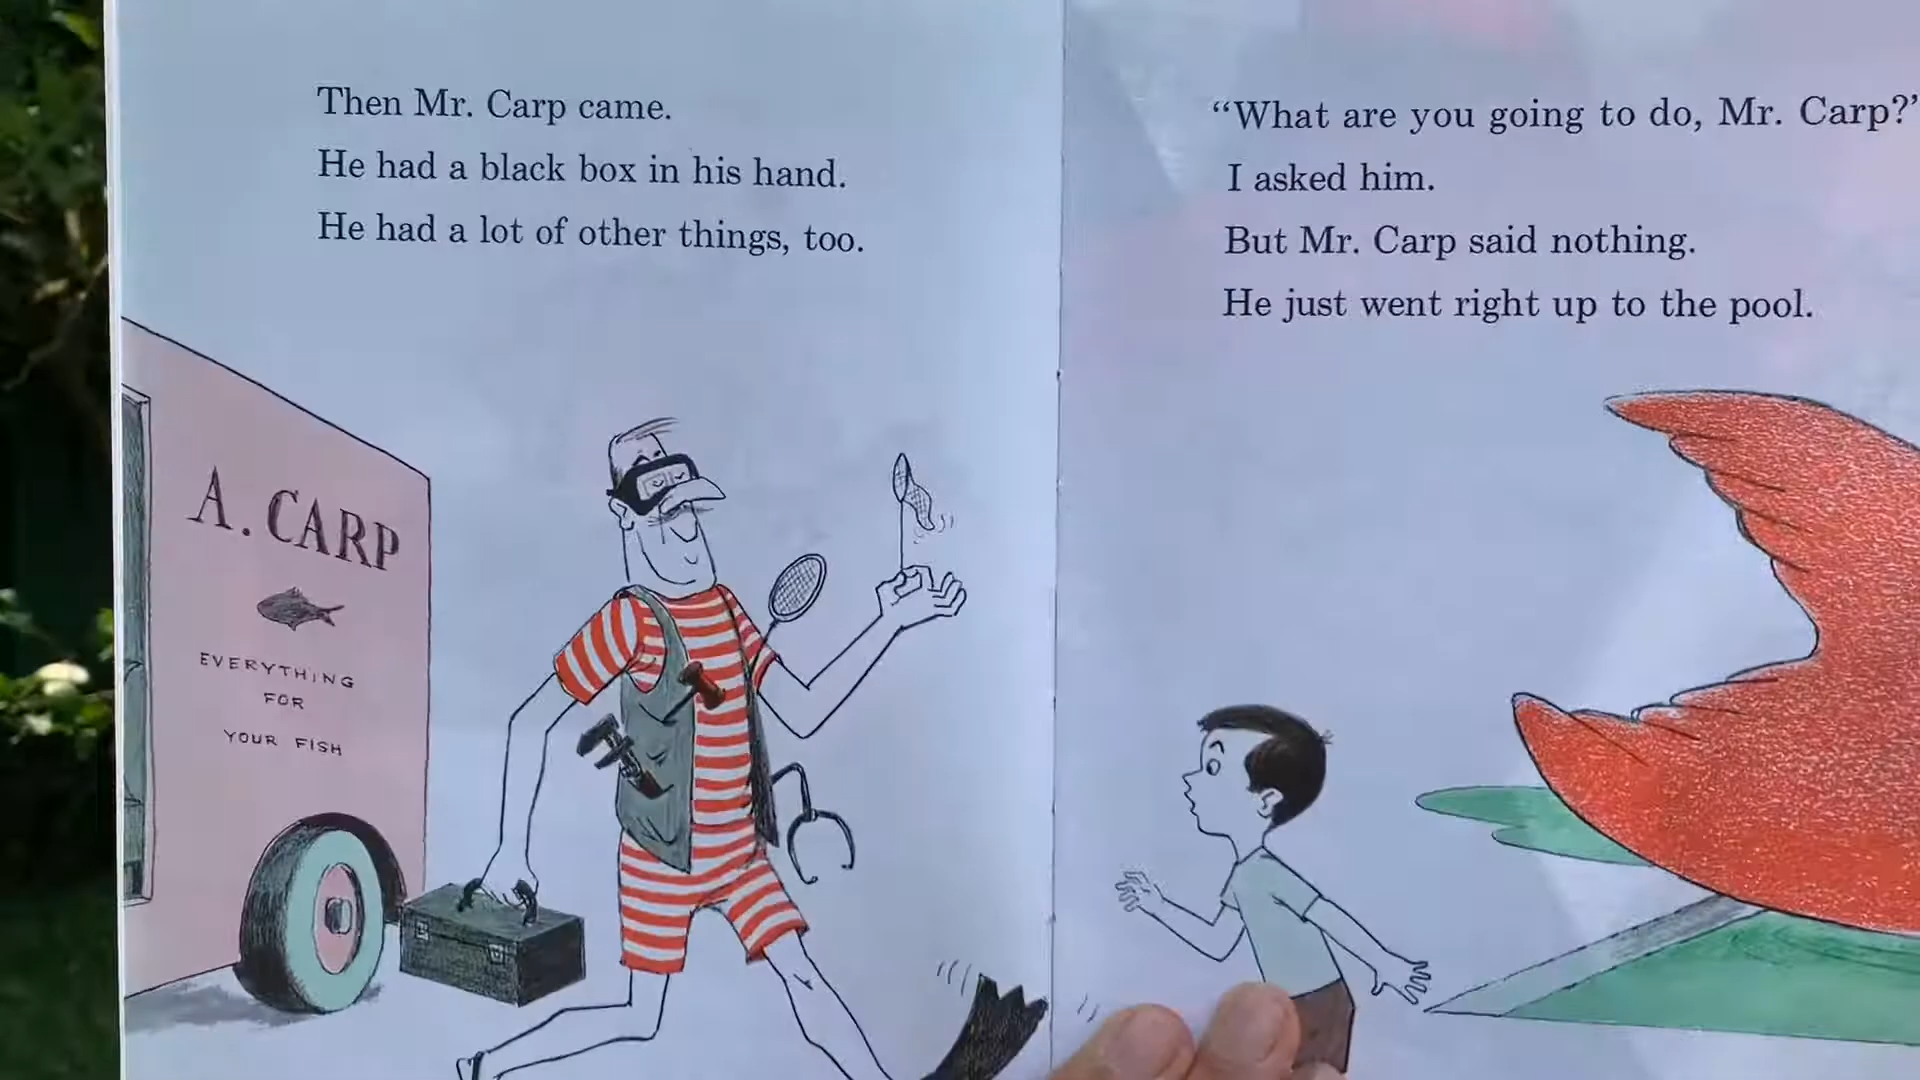 Then Mr. Carp came.
He had a black box in his hand.
He had a lot of other things, too.
A. CARP
EVERYTHING
FOR
YOUR FISH
“What are you going to do, Mr. Carp?”
I asked him.
But Mr. Carp said nothing.
He just went right up to the pool.